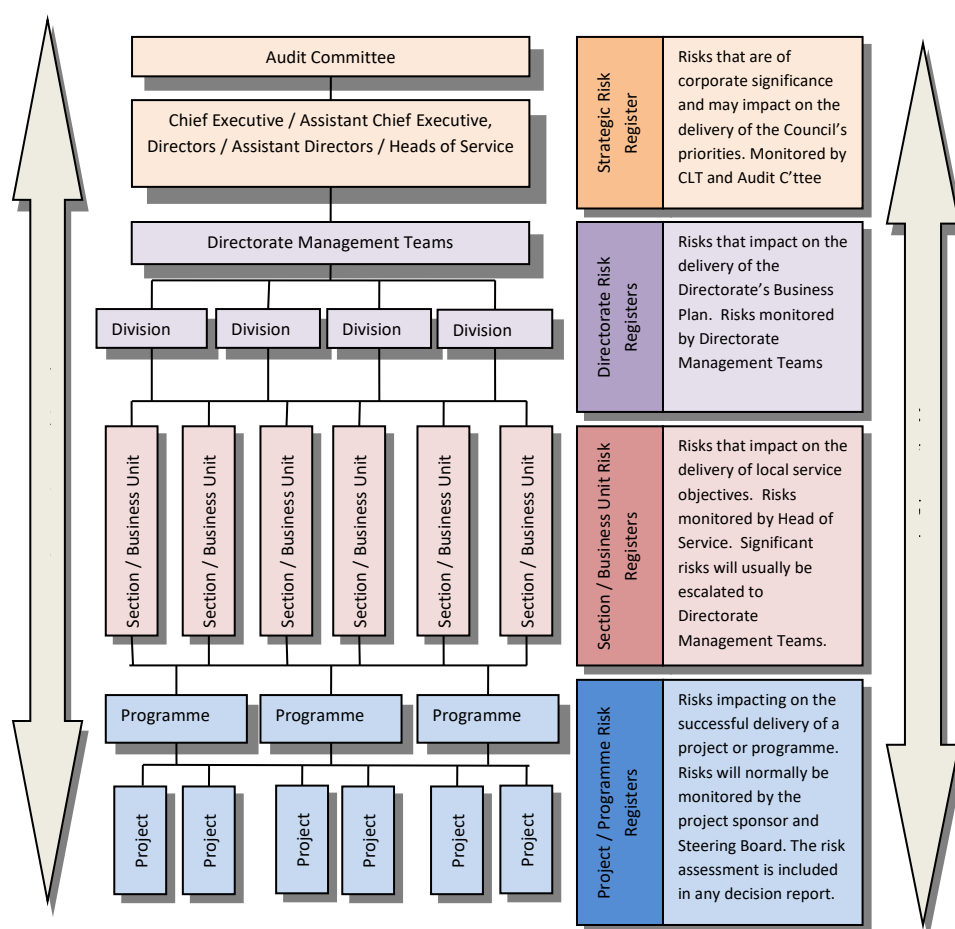 Audit Committee
Chief Executive / Assistant Chief Executive,
Directors / Assistant Directors / Heads of Service
Strategic Risk
Register
Risks that are of
corporate significance
and may impact on the
delivery of the Council’s
priorities. Monitored by
CLT and Audit C’ttee
Directorate Management Teams
Division
Division
Division
Division
Directorate Risk
Registers
Risks that impact on the
delivery of the
Directorate’s Business
Plan. Risks monitored
by Directorate
Management Teams
Section / Business Unit
Section / Business Unit
Section / Business Unit
Section / Business Unit
Section / Business Unit
Section / Business Unit
Section / Business Unit Risk
Registers
Risks that impact on the
delivery of local service
objectives. Risks
monitored by Head of
Service. Significant
risks will usually be
escalated to
Directorate
Management Teams.
Programme
Programme
Programme
Project
Project
Project
Project
Project
Project
Project / Programme Risk
Registers
Risks impacting on the
successful delivery of a
project or programme.
Risks will normally be
monitored by the
project sponsor and
Steering Board. The risk
assessment is included
in any decision report.